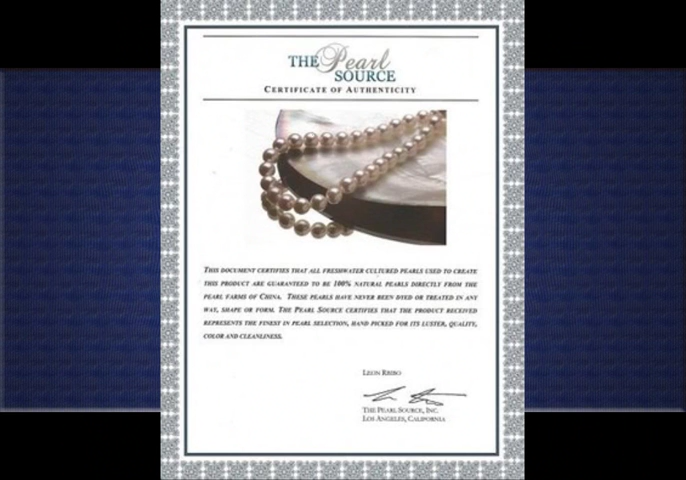 THE Pearl
SOURCE
CERTIFICATE OF AUTHENTICITY
THIS DOCUMENT CERTIFIES THAT ALL FRESHWATER CULTURED PEARLS USED TO CREATE
THIS PRODUCT ARE GUARANTEED TO BE 100% NATURAL PEARLS DIRECTLY FROM THE
PEARL FARMS OF CHINA. THESE PEARLS HAVE NEVER BEEN DYED OR TREATED IN ANY
WAY, SHAPE OR FORM. THE PEARL SOURCE CERTIFIES THAT THE PRODUCT RECEIVED
REPRESENTS THE FINEST IN PEARL SELECTION, HAND PICKED FOR ITS LUSTER, QUALITY,
COLOR AND CLEANLINESS.
LEON
THE PEARL SOURCE, INC.
LOS ANGELES, CALIFORNIA